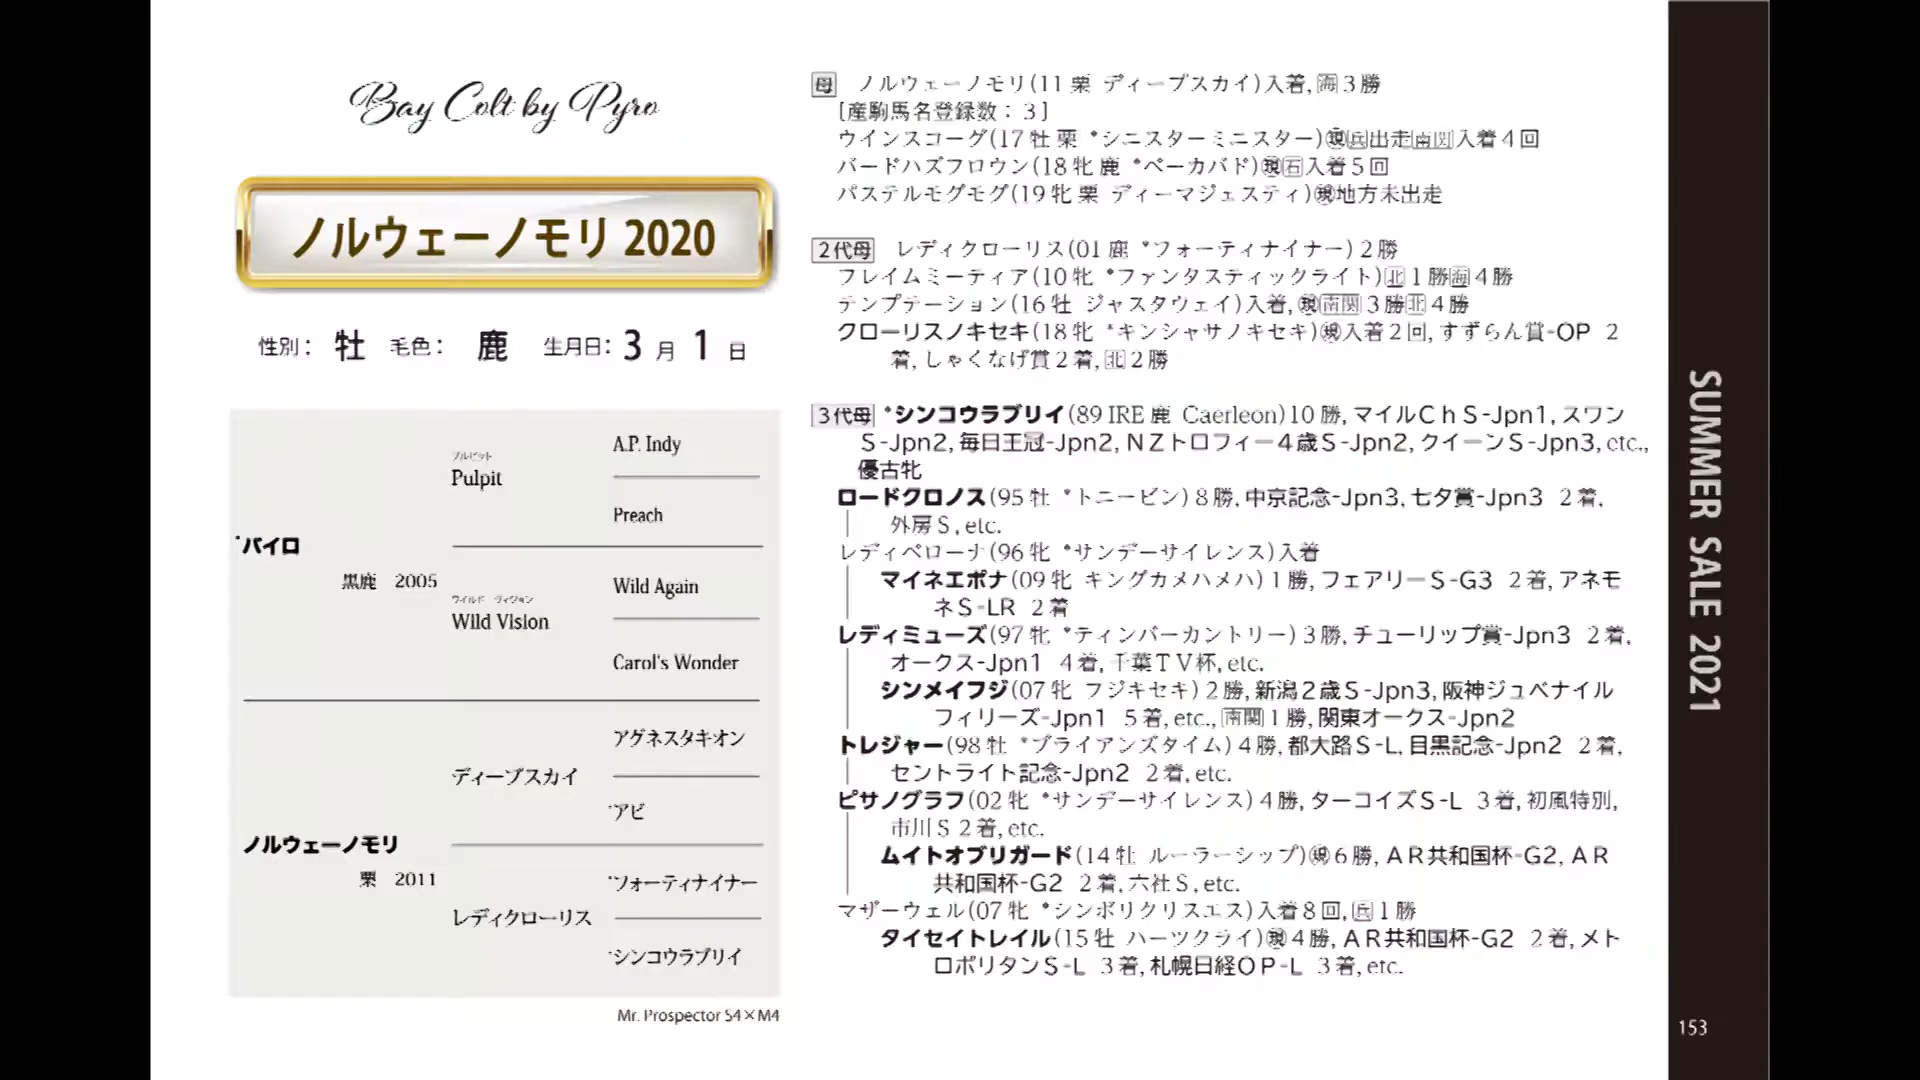 Bay Colt by Pyro
ノルウェーノモリ 2020
性別： 牡 毛色： 鹿 生月日： 3 月 1 日
A.P. Indy
プルピット
Pulpit
Preach
*パイロ
黒鹿 2005
Wild Again
ワイルド ヴィジョン
Wild Vision
Carol's Wonder
アグネスタキオン
ディープスカイ
*アビ
ノルウェーノモリ
栗 2011
*フォーティナイナー
レディクローリス
*シンコウラブリイ
Mr. Prospector S4×M4
母 ノルウェーノモリ(11 栗 ディープスカイ)入着, 海3勝
[産駒馬名登録数：3]
ウインスコーグ(17 牡 栗 *シニスターミニスター)現兵出走南関入着4回
バードハズフロウン(18 牝 鹿 *ベーカバド)現石入着5回
パステルモグモグ(19 牝 栗 ディーマジェスティ)現地方未出走
2代母 レディクローリス(01 鹿 *フォーティナイナー)2勝
フレイムミーティア(10 牝 *ファンタスティックライト)北1勝海4勝
テンプテーション(16 牡 ジャスタウェイ)入着, 現南関3勝北4勝
クローリスノキセキ(18 牝 *キンシャサノキセキ)現入着2回, すずらん賞-OP 2
着, しゃくなげ賞2着, 北2勝
3代母 *シンコウラブリイ(89 IRE 鹿 Caerleon)10勝, マイルChS-Jpn1, スワン
S-Jpn2, 毎日王冠-Jpn2, NZトロフィー4歳S-Jpn2, クイーンS-Jpn3, etc.,
優古牝
ロードクロノス(95 牡 *トニービン)8勝, 中京記念-Jpn3, 七夕賞-Jpn3 2着,
外房S, etc.
レディペローナ(96 牝 *サンデーサイレンス)入着
マイネエポナ(09 牝 キングカメハメハ)1勝, フェアリーS-G3 2着, アネモ
ネS-LR 2着
レディミューズ(97 牝 *ティンバーカントリー)3勝, チューリップ賞-Jpn3 2着,
オークス-Jpn1 4着, 千葉TV杯, etc.
シンメイフジ(07 牝 フジキセキ)2勝, 新潟2歳S-Jpn3, 阪神ジュベナイル
フィリーズ-Jpn1 5着, etc., 南関1勝, 関東オークス-Jpn2
トレジャー(98 牡 *ブライアンズタイム)4勝, 都大路S-L, 目黒記念-Jpn2 2着,
セントライト記念-Jpn2 2着, etc.
ピサノグラフ(02 牝 *サンデーサイレンス)4勝, ターコイズS-L 3着, 初風特別,
市川S2着, etc.
ムイトオブリガード(14 牡 ルーラーシップ)現6勝, AR共和国杯-G2, AR
共和国杯-G2 2着, 六社S, etc.
マザーウェル(07 牝 *シンボリクリスエス)入着8回, 兵1勝
タイセイトレイル(15 牡 ハーツクライ)現4勝, AR共和国杯-G2 2着, メト
ロポリタンS-L 3着, 札幌日経OP-L 3着, etc.
SUMMER SALE 2021
153